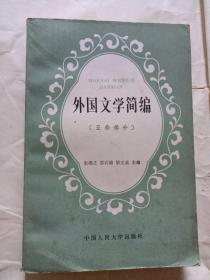 WAIGUO WENXUE
JIANBIAN
外国文学简编
〔亚非部分〕
朱维之 雷石榆 梁立基 主编
中国人民大学出版社